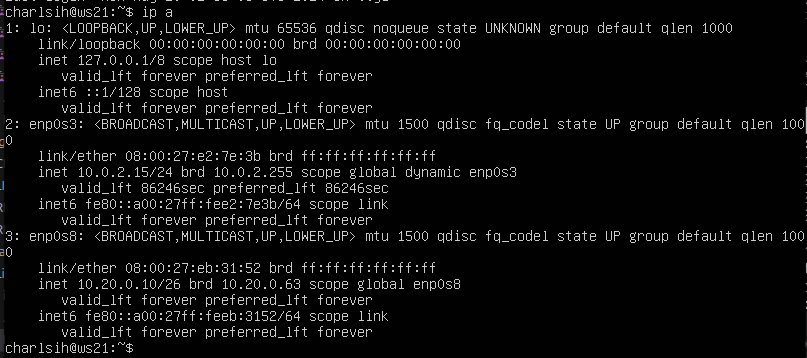 charlsih@ws21:~$ ip a
1: lo: <LOOPBACK,UP,LOWER_UP> mtu 65536 qdisc noqueue state UNKNOWN group default qlen 1000
    link/loopback 00:00:00:00:00:00 brd 00:00:00:00:00:00
    inet 127.0.0.1/8 scope host lo
       valid_lft forever preferred_lft forever
    inet6 ::1/128 scope host
       valid_lft forever preferred_lft forever
2: enp0s3: <BROADCAST,MULTICAST,UP,LOWER_UP> mtu 1500 qdisc fq_codel state UP group default qlen 100
0
    link/ether 08:00:27:e2:7e:3b brd ff:ff:ff:ff:ff:ff
    inet 10.0.2.15/24 brd 10.0.2.255 scope global dynamic enp0s3
       valid_lft 86246sec preferred_lft 86246sec
    inet6 fe80::a00:27ff:fee2:7e3b/64 scope link
       valid_lft forever preferred_lft forever
3: enp0s8: <BROADCAST,MULTICAST,UP,LOWER_UP> mtu 1500 qdisc fq_codel state UP group default qlen 100
0
    link/ether 08:00:27:eb:31:52 brd ff:ff:ff:ff:ff:ff
    inet 10.20.0.10/26 brd 10.20.0.63 scope global enp0s8
       valid_lft forever preferred_lft forever
    inet6 fe80::a00:27ff:feeb:3152/64 scope link
       valid_lft forever preferred_lft forever
charlsih@ws21:~$